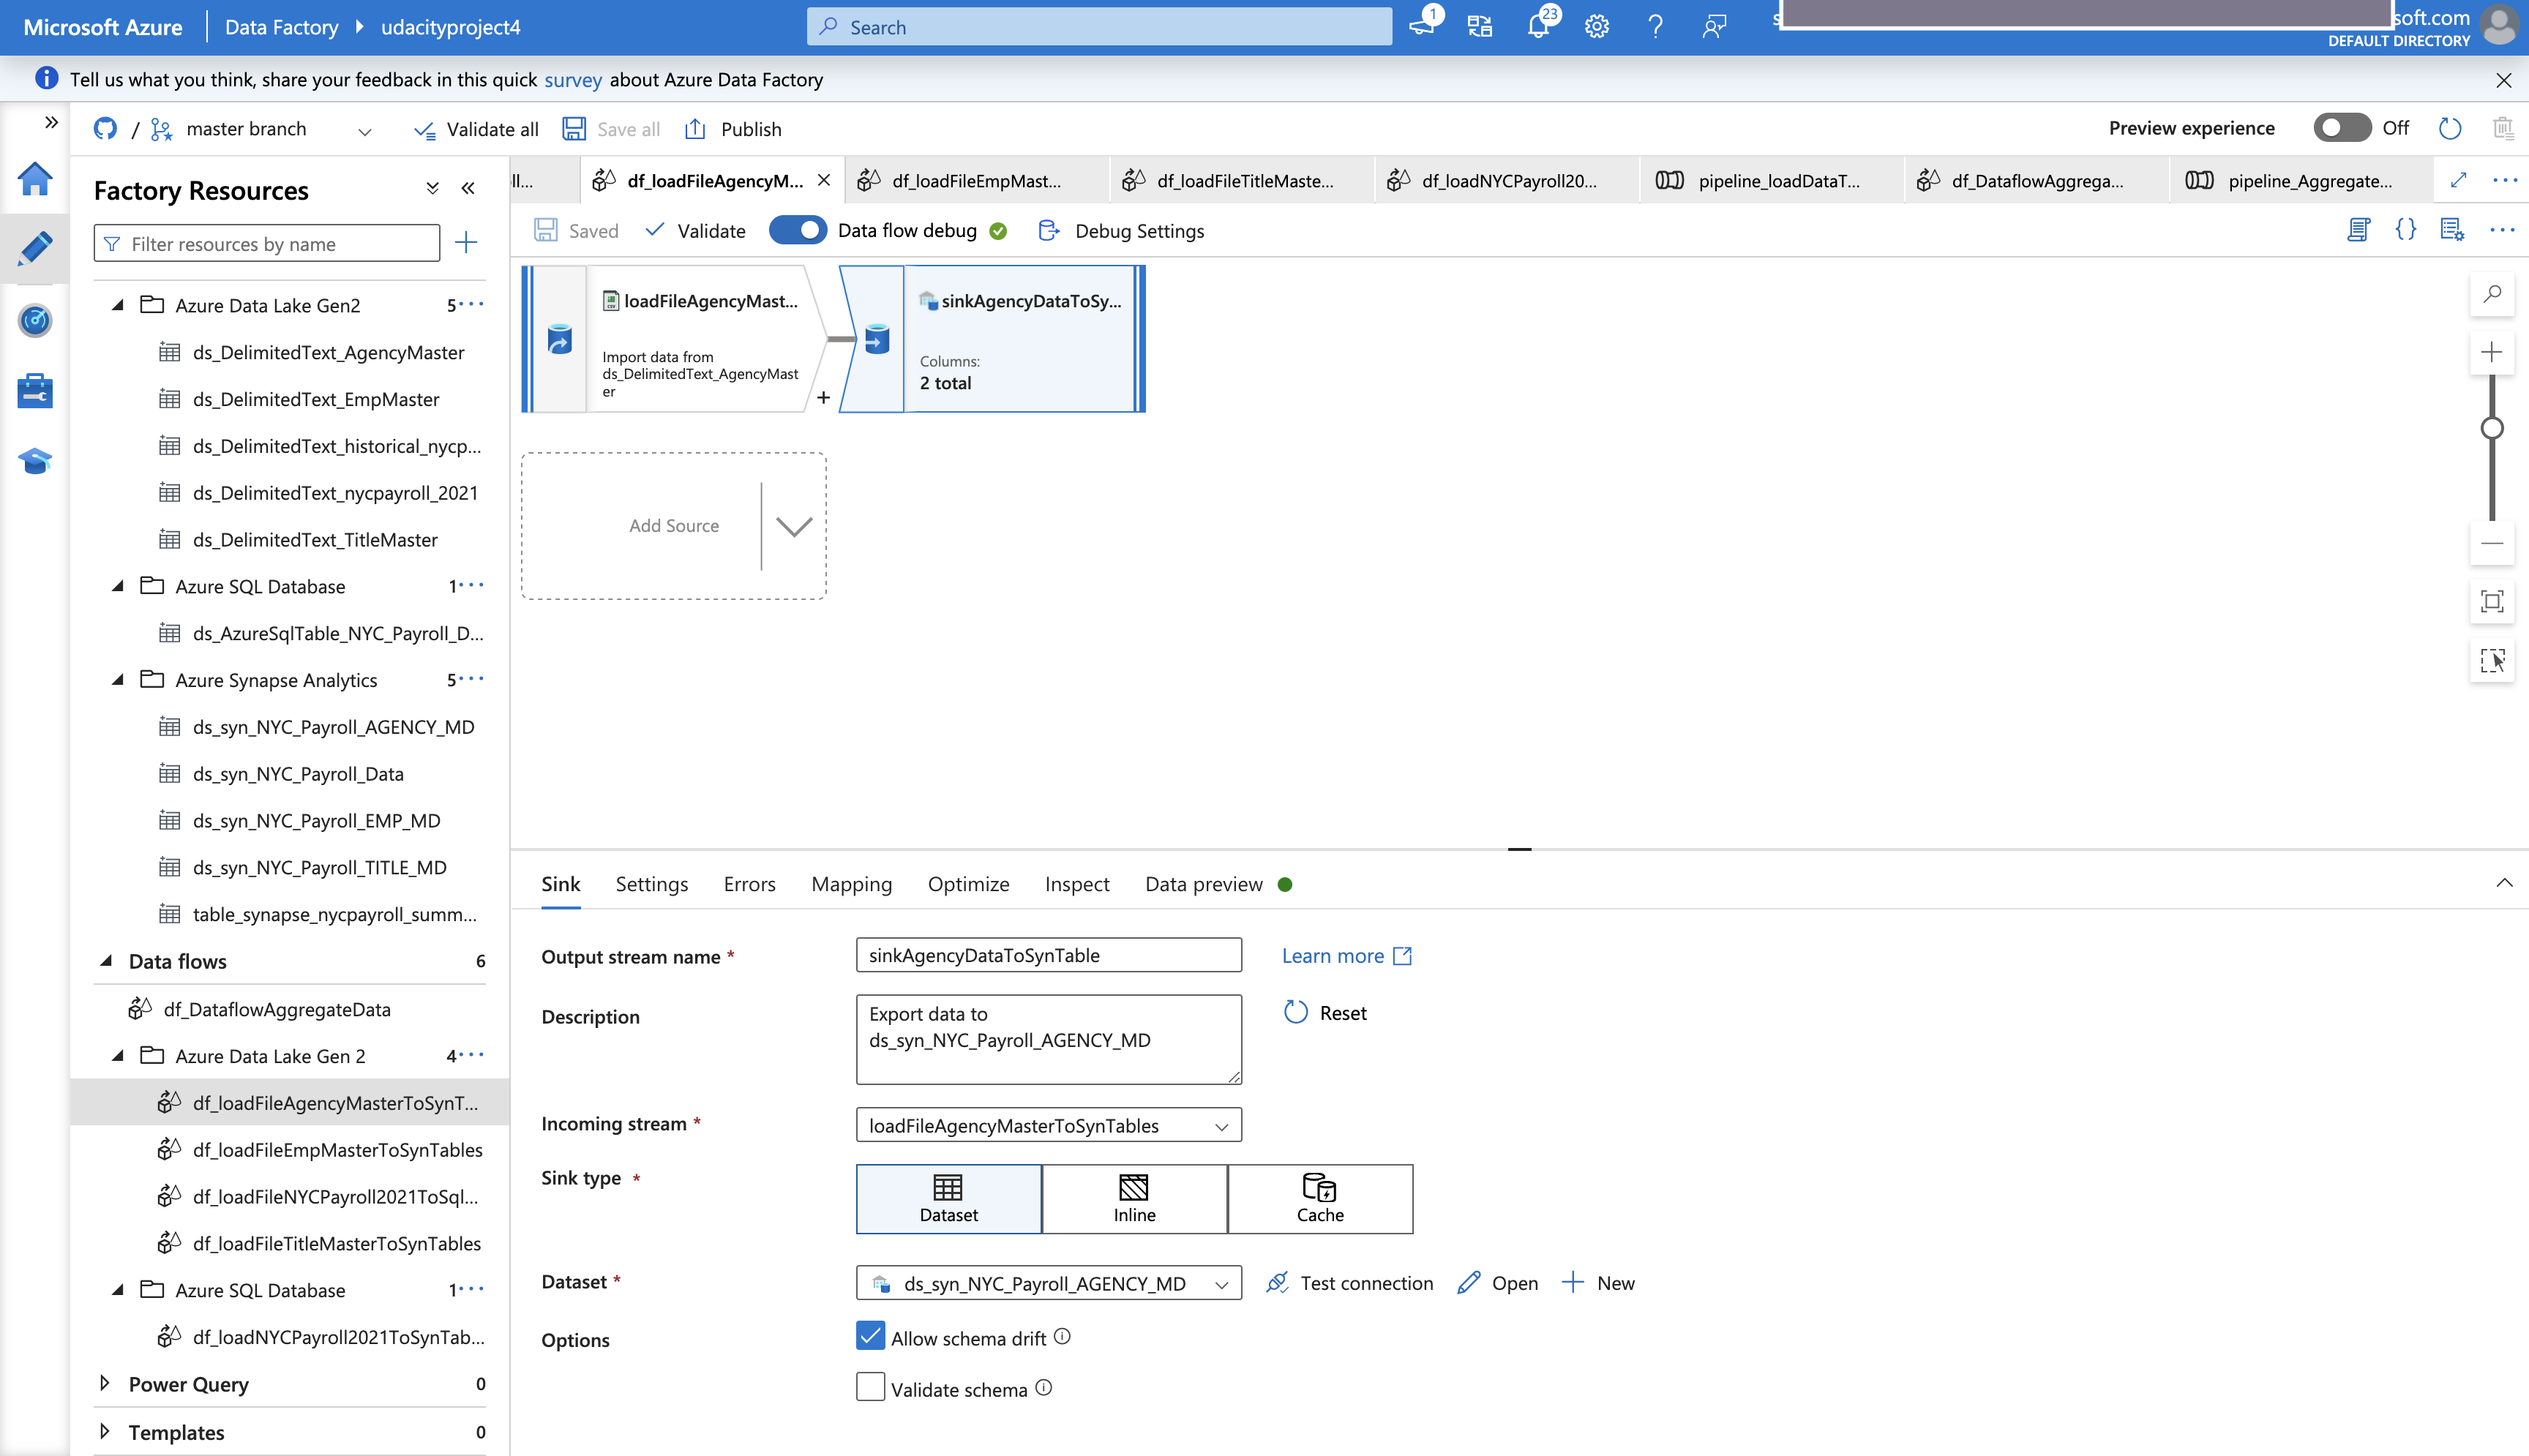 Microsoft Azure
Data Factory
udacityproject4
Search
1
23
soft.com
DEFAULT DIRECTORY
Tell us what you think, share your feedback in this quick survey about Azure Data Factory
/ master branch
Validate all
Save all
Publish
Preview experience
Off
Factory Resources
Filter resources by name
Azure Data Lake Gen2 5
ds_DelimitedText_AgencyMaster
ds_DelimitedText_EmpMaster
ds_DelimitedText_historical_nycp...
ds_DelimitedText_nycpayroll_2021
ds_DelimitedText_TitleMaster
Azure SQL Database 1
ds_AzureSqlTable_NYC_Payroll_D...
Azure Synapse Analytics 5
ds_syn_NYC_Payroll_AGENCY_MD
ds_syn_NYC_Payroll_Data
ds_syn_NYC_Payroll_EMP_MD
ds_syn_NYC_Payroll_TITLE_MD
table_synapse_nycpayroll_summ...
Data flows 6
df_DataflowAggregateData
Azure Data Lake Gen 2 4
df_loadFileAgencyMasterToSynT...
df_loadFileEmpMasterToSynTables
df_loadFileNYCPayroll2021ToSql...
df_loadFileTitleMasterToSynTables
Azure SQL Database 1
df_loadNYCPayroll2021ToSynTab...
Power Query 0
Templates 0
ll...
df_loadFileAgencyM...
df_loadFileEmpMast...
df_loadFileTitleMaste...
df_loadNYCPayroll20...
pipeline_loadDataT...
df_DataflowAggrega...
pipeline_Aggregate...
Saved
Validate
Data flow debug
Debug Settings
loadFileAgencyMast...
Import data from
ds_DelimitedText_AgencyMast
er
+
sinkAgencyDataToSy...
Columns:
2 total
Add Source
Sink
Settings
Errors
Mapping
Optimize
Inspect
Data preview
Output stream name *
sinkAgencyDataToSynTable
Learn more
Description
Export data to
ds_syn_NYC_Payroll_AGENCY_MD
Reset
Incoming stream *
loadFileAgencyMasterToSynTables
Sink type *
Dataset
Inline
Cache
Dataset *
ds_syn_NYC_Payroll_AGENCY_MD
Test connection
Open
New
Options
Allow schema drift
Validate schema